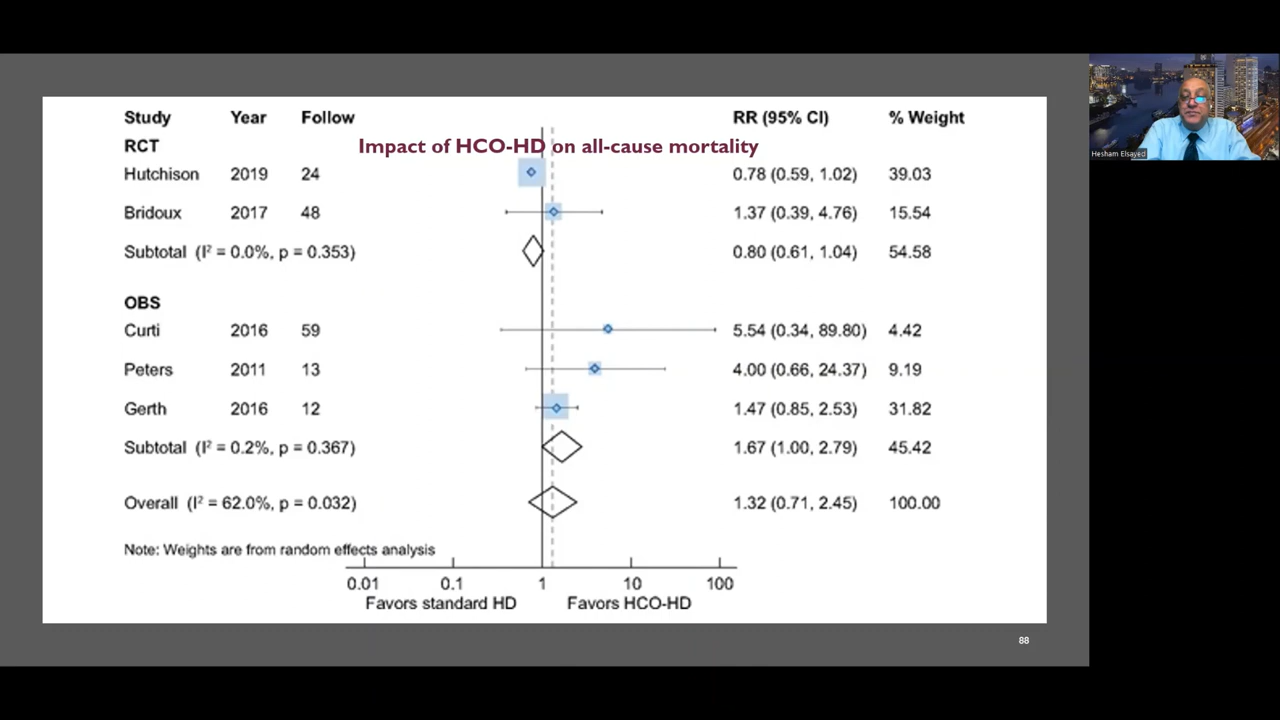 Study Year Follow RR (95% CI) % Weight
RCT
Impact of HCO-HD on all-cause mortality
Hutchison 2019 24 0.78 (0.59, 1.02) 39.03
Bridoux 2017 48 1.37 (0.39, 4.76) 15.54
Subtotal (I² = 0.0%, p = 0.353) 0.80 (0.61, 1.04) 54.58
OBS
Curti 2016 59 5.54 (0.34, 89.80) 4.42
Peters 2011 13 4.00 (0.66, 24.37) 9.19
Gerth 2016 12 1.47 (0.85, 2.53) 31.82
Subtotal (I² = 0.2%, p = 0.367) 1.67 (1.00, 2.79) 45.42
Overall (I² = 62.0%, p = 0.032) 1.32 (0.71, 2.45) 100.00
Note: Weights are from random effects analysis
0.01 0.1 1 10 100
Favors standard HD Favors HCO-HD
88
Hesham Elsayed